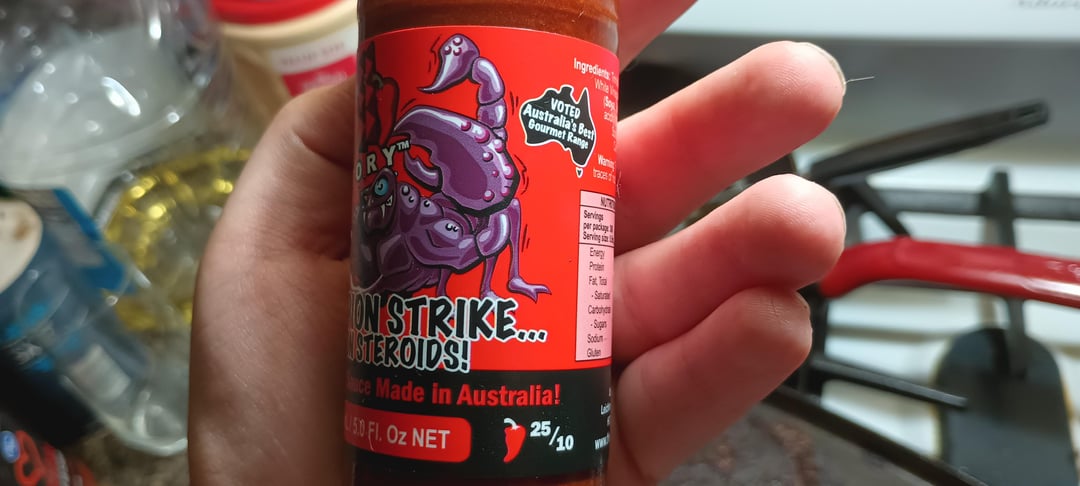 ORY™
VOTED
Australia's Best
Gourmet Range
ION STRIKE...
STEROIDS!
Made in Australia!
5.0 Fl. Oz NET
25/10
Ingredients:
White
(Soya,
Warning
traces of
Servings
per package:
Serving size:
Energy
Protein
Fat, Total
- Saturated
Carbohydrate
- Sugars
Sodium
Gluten